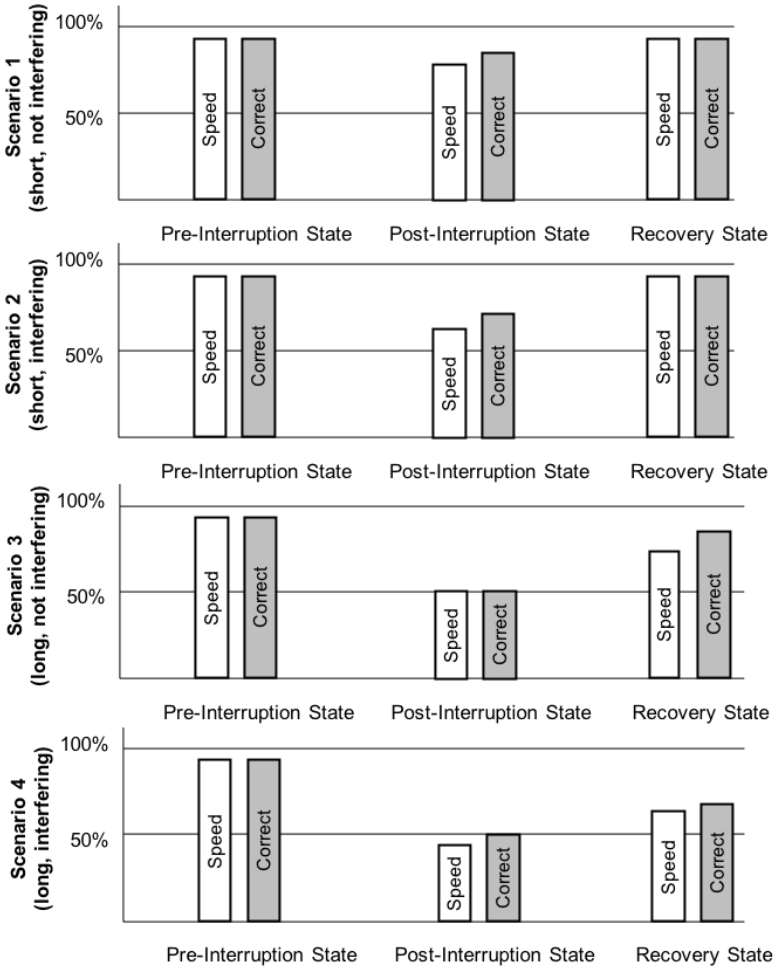 Scenario 1
(short, not interfering)
100%
50%
Speed
Correct
Speed
Correct
Speed
Correct
Pre-Interruption State
Post-Interruption State
Recovery State
Scenario 2
(short, interfering)
100%
50%
Speed
Correct
Speed
Correct
Speed
Correct
Pre-Interruption State
Post-Interruption State
Recovery State
Scenario 3
(long, not interfering)
100%
50%
Speed
Correct
Speed
Correct
Speed
Correct
Pre-Interruption State
Post-Interruption State
Recovery State
Scenario 4
(long, interfering)
100%
50%
Speed
Correct
Speed
Correct
Speed
Correct
Pre-Interruption State
Post-Interruption State
Recovery State